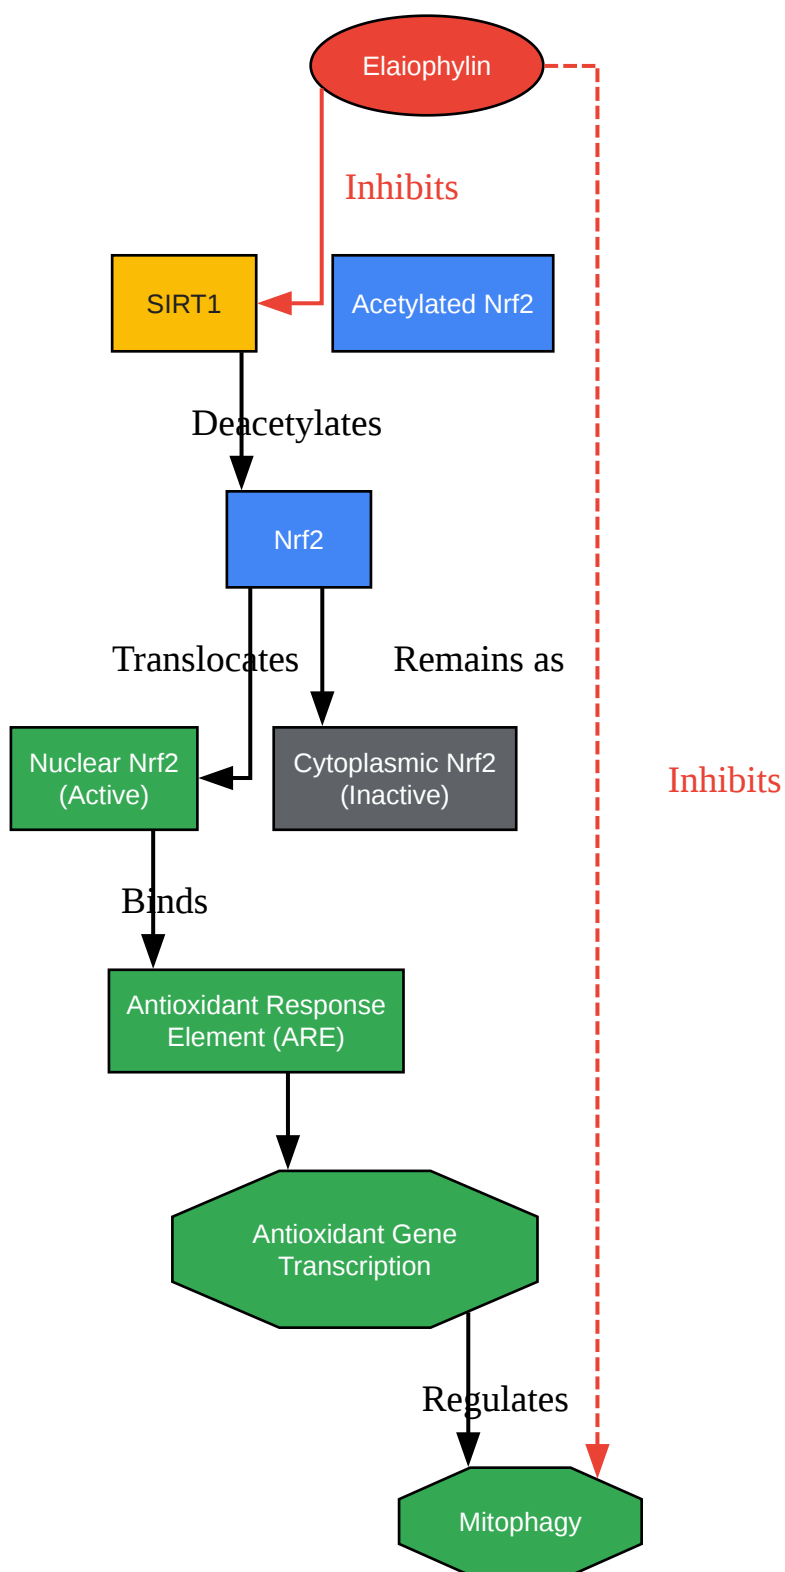 Elaiophylin
Inhibits
SIRT1
Acetylated Nrf2
Deacetylates
Nrf2
Translocates
Remains as
Nuclear Nrf2
(Active)
Cytoplasmic Nrf2
(Inactive)
Inhibits
Binds
Antioxidant Response
Element (ARE)
Antioxidant Gene
Transcription
Regulates
Mitophagy